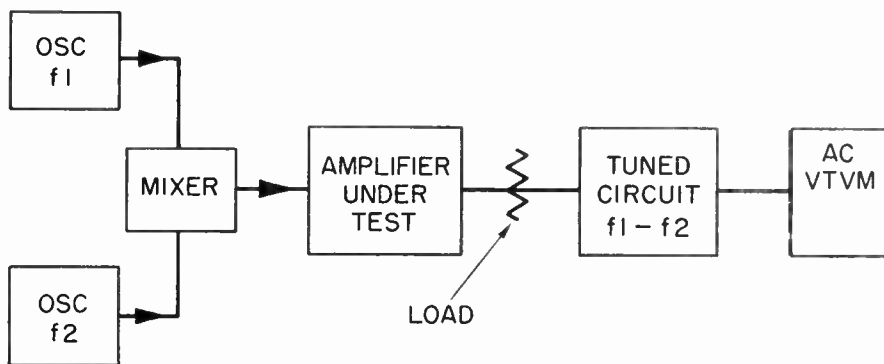 OSC
f1
MIXER
OSC
f2
AMPLIFIER
UNDER
TEST
LOAD
TUNED
CIRCUIT
f1 – f2
AC
VTVM